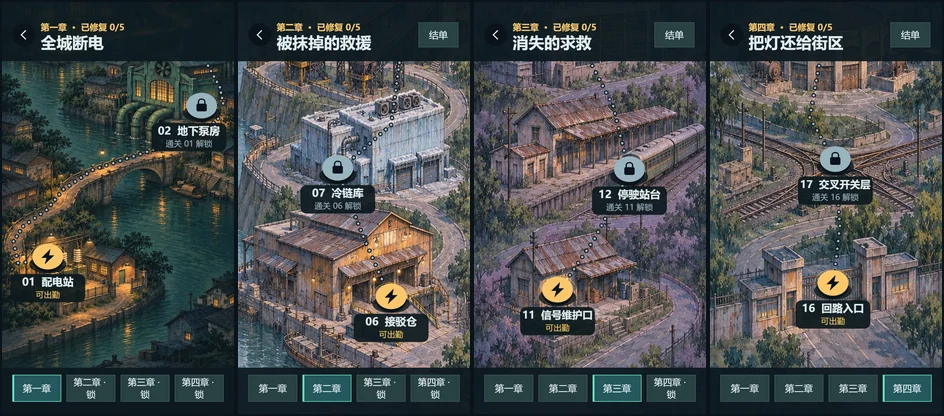 第一章 · 已修复 0/5
全城断电
02 地下泵房
通关 01 解锁
01 配电站
可出勤
第一章
第二章 ·
锁
第三章 ·
锁
第四章 ·
锁
第二章 · 已修复 0/5
被抹掉的救援
结单
07 冷链库
通关 06 解锁
06 接驳仓
可出勤
第一章
第二章
第三章 ·
锁
第四章 ·
锁
第三章 · 已修复 0/5
消失的求救
结单
12 停驶站台
通关 11 解锁
11 信号维护口
可出勤
第一章
第二章
第三章
第四章 ·
锁
第四章 · 已修复 0/5
把灯还给街区
结单
17 交叉开关层
通关 16 解锁
16 回路入口
可出勤
第一章
第二章
第三章
第四章